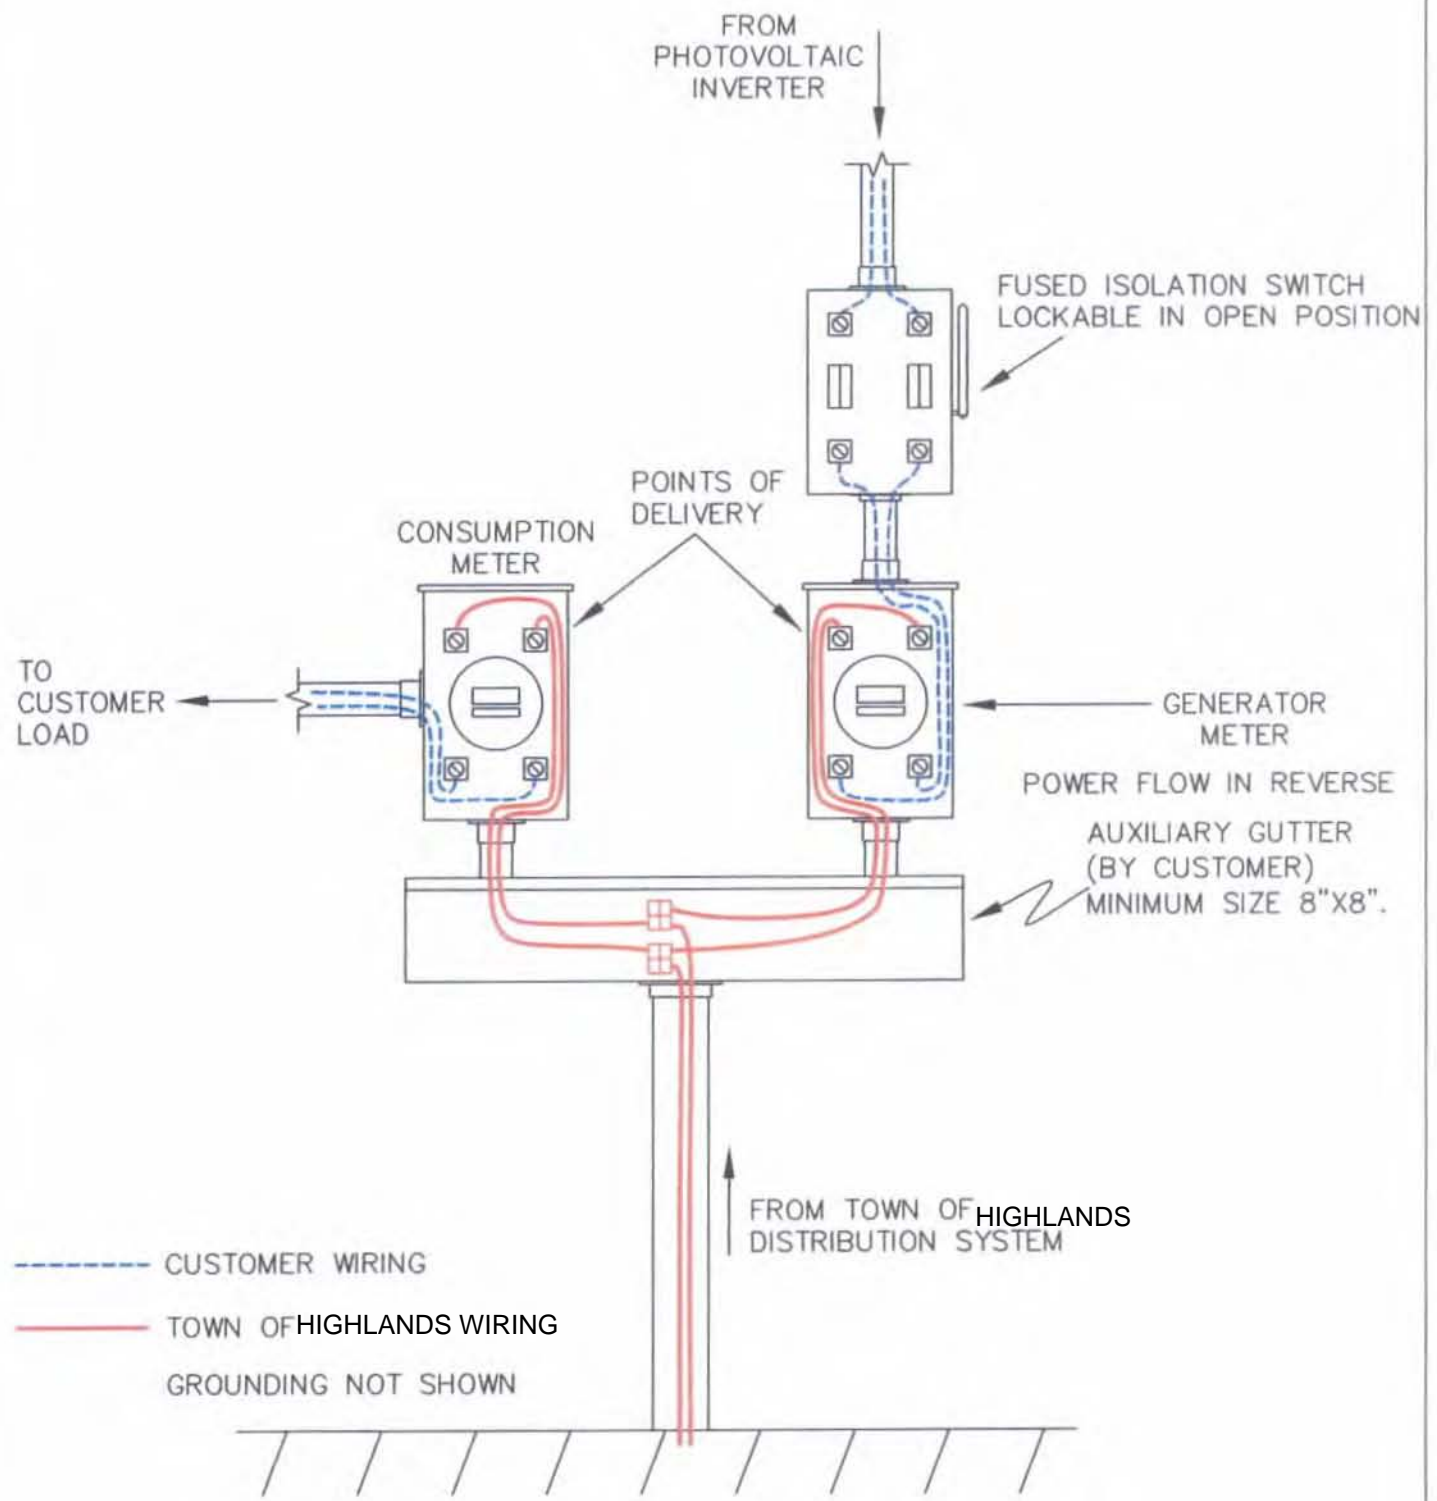 FROM
PHOTOVOLTAIC
INVERTER
FUSED ISOLATION SWITCH
LOCKABLE IN OPEN POSITION
POINTS OF
DELIVERY
CONSUMPTION
METER
TO
CUSTOMER
LOAD
GENERATOR
METER
POWER FLOW IN REVERSE
AUXILIARY GUTTER
(BY CUSTOMER)
MINIMUM SIZE 8"X8".
FROM TOWN OF HIGHLANDS
DISTRIBUTION SYSTEM
CUSTOMER WIRING
TOWN OF HIGHLANDS WIRING
GROUNDING NOT SHOWN